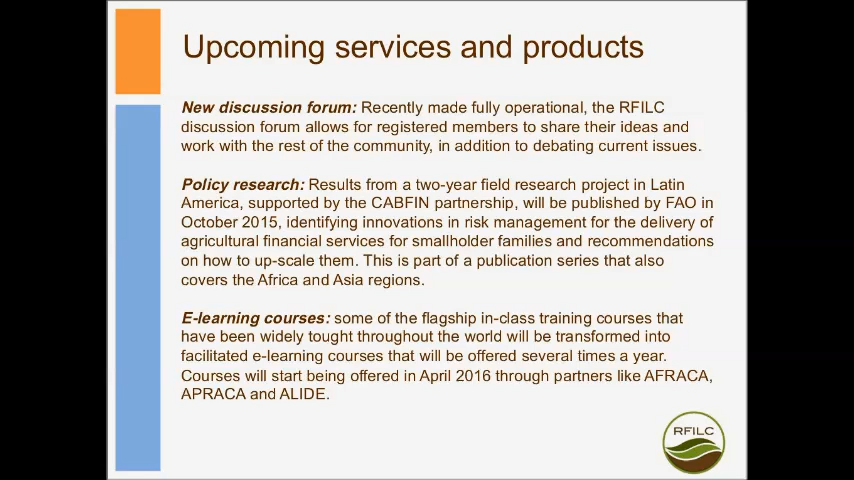 Upcoming services and products
New discussion forum: Recently made fully operational, the RFILC
discussion forum allows for registered members to share their ideas and
work with the rest of the community, in addition to debating current issues.
Policy research: Results from a two-year field research project in Latin
America, supported by the CABFIN partnership, will be published by FAO in
October 2015, identifying innovations in risk management for the delivery of
agricultural financial services for smallholder families and recommendations
on how to up-scale them. This is part of a publication series that also
covers the Africa and Asia regions.
E-learning courses: some of the flagship in-class training courses that
have been widely tought throughout the world will be transformed into
facilitated e-learning courses that will be offered several times a year.
Courses will start being offered in April 2016 through partners like AFRACA,
APRACA and ALIDE.
RFILC